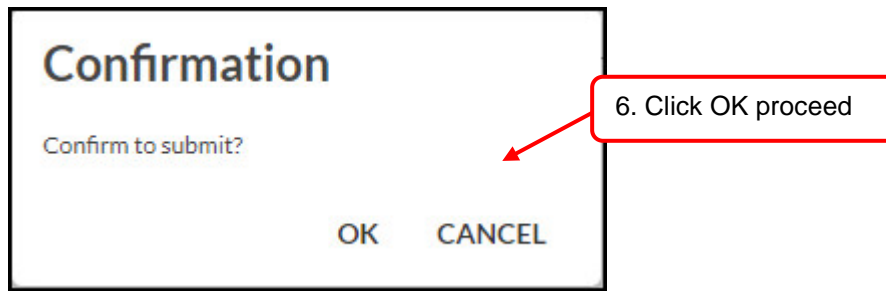 Confirmation
6. Click OK proceed
Confirm to submit?
OK CANCEL